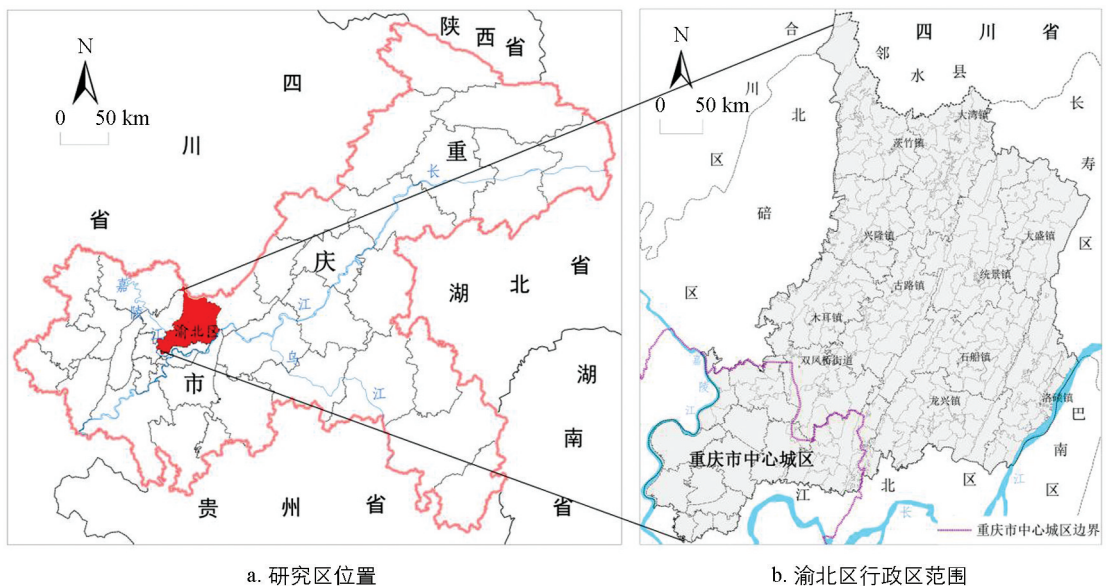 陕西省
N
0 50 km
四
川
省
重
长
庆
江
湖
北
省
嘉
陵
江
渝北区
乌
江
市
湖
南
省
贵州省
a. 研究区位置
N
0 50 km
合
川
区
四川省
邻
水
县
长
寿
区
北
碚
区
大湾镇
茨竹镇
兴隆镇
大盛镇
统景镇
古路镇
木耳镇
双凤桥街道
石船镇
龙兴镇
洛碛镇
嘉
陵
江
重庆市中心城区
江北区
巴
南
区
长
江
重庆市中心城区边界
b. 渝北区行政区范围